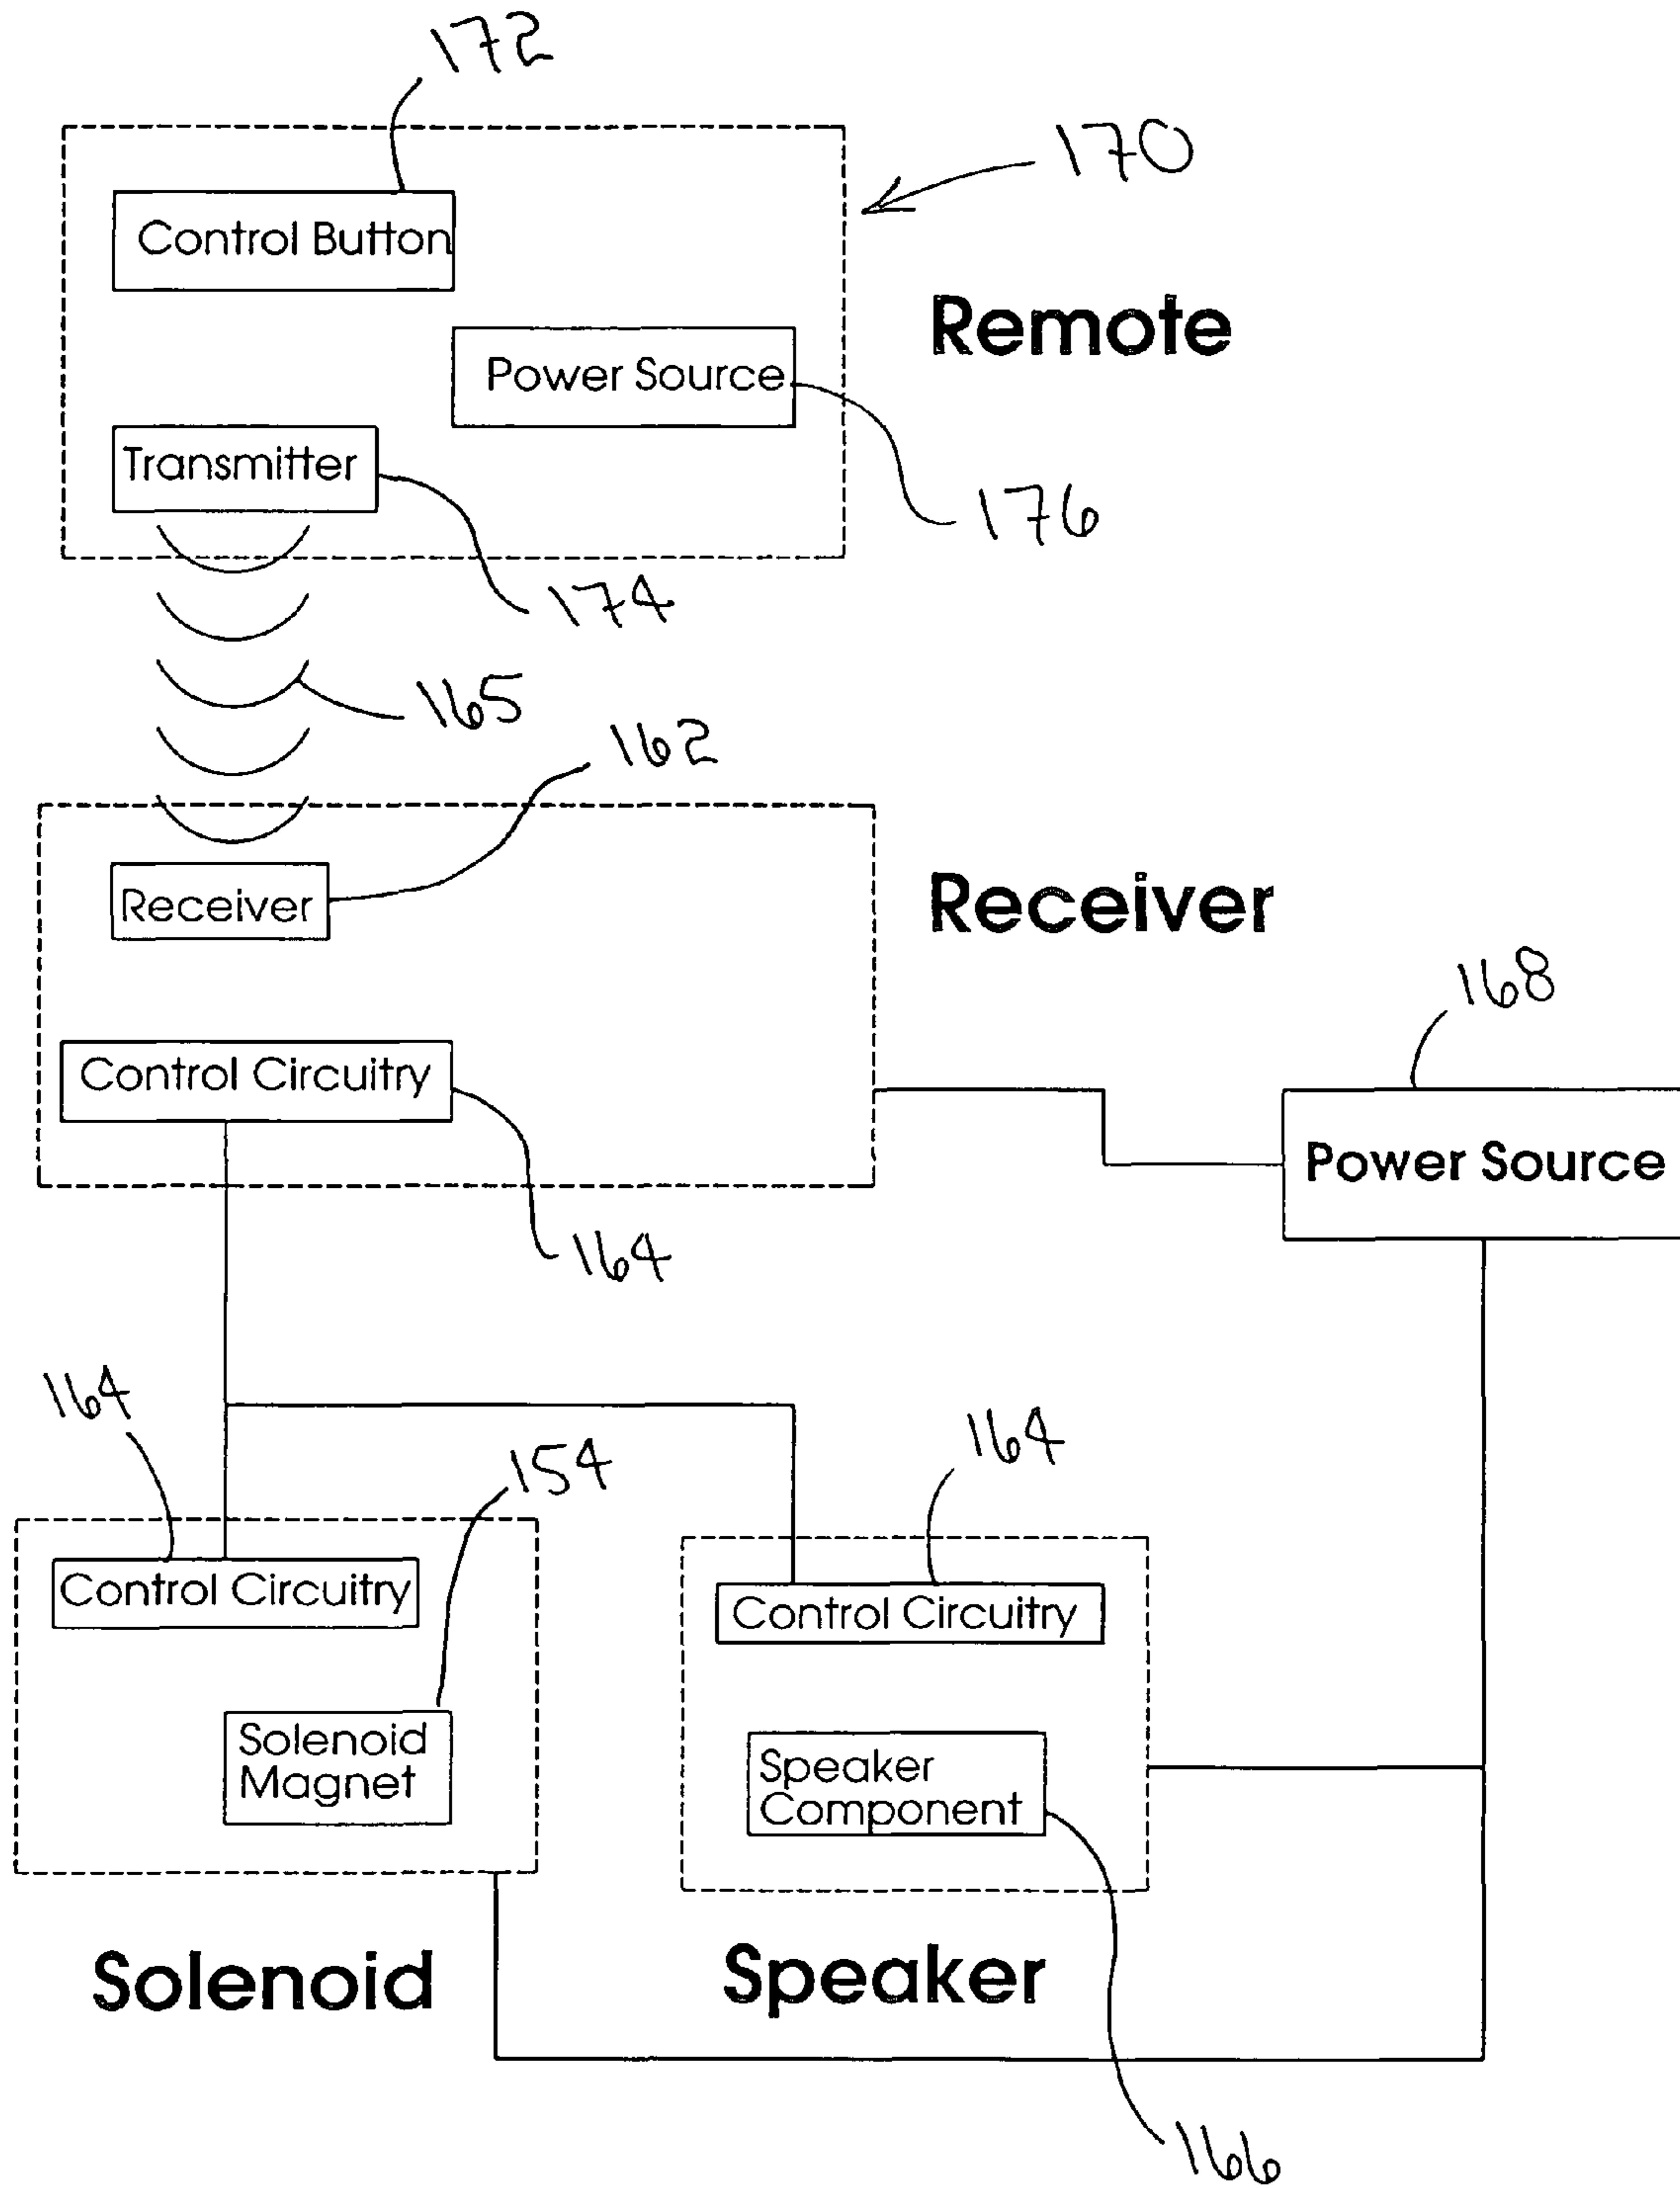 172
170
Control Button
Remote
Power Source
Transmitter
176
174
165
162
Receiver
Receiver
168
Control Circuitry
Power Source
164
164
154
164
Control Circuitry
Control Circuitry
Solenoid
Magnet
Speaker
Component
Solenoid
Speaker
166